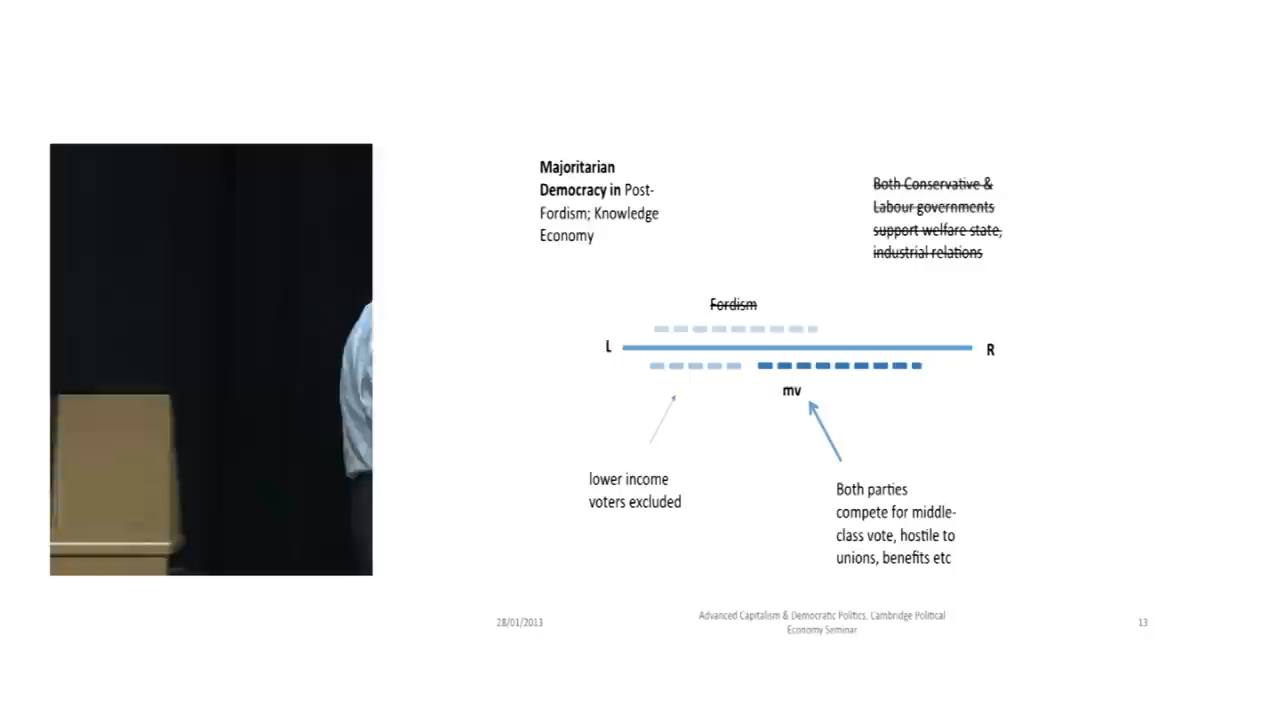 Majoritarian
Democracy in Post-
Fordism; Knowledge
Economy
Both Conservative &
Labour governments
support welfare state,
industrial relations
Fordism
L
R
mv
lower income
voters excluded
Both parties
compete for middle-
class vote, hostile to
unions, benefits etc
28/01/2013
Advanced Capitalism & Democratic Politics, Cambridge Political
Economy Seminar
13